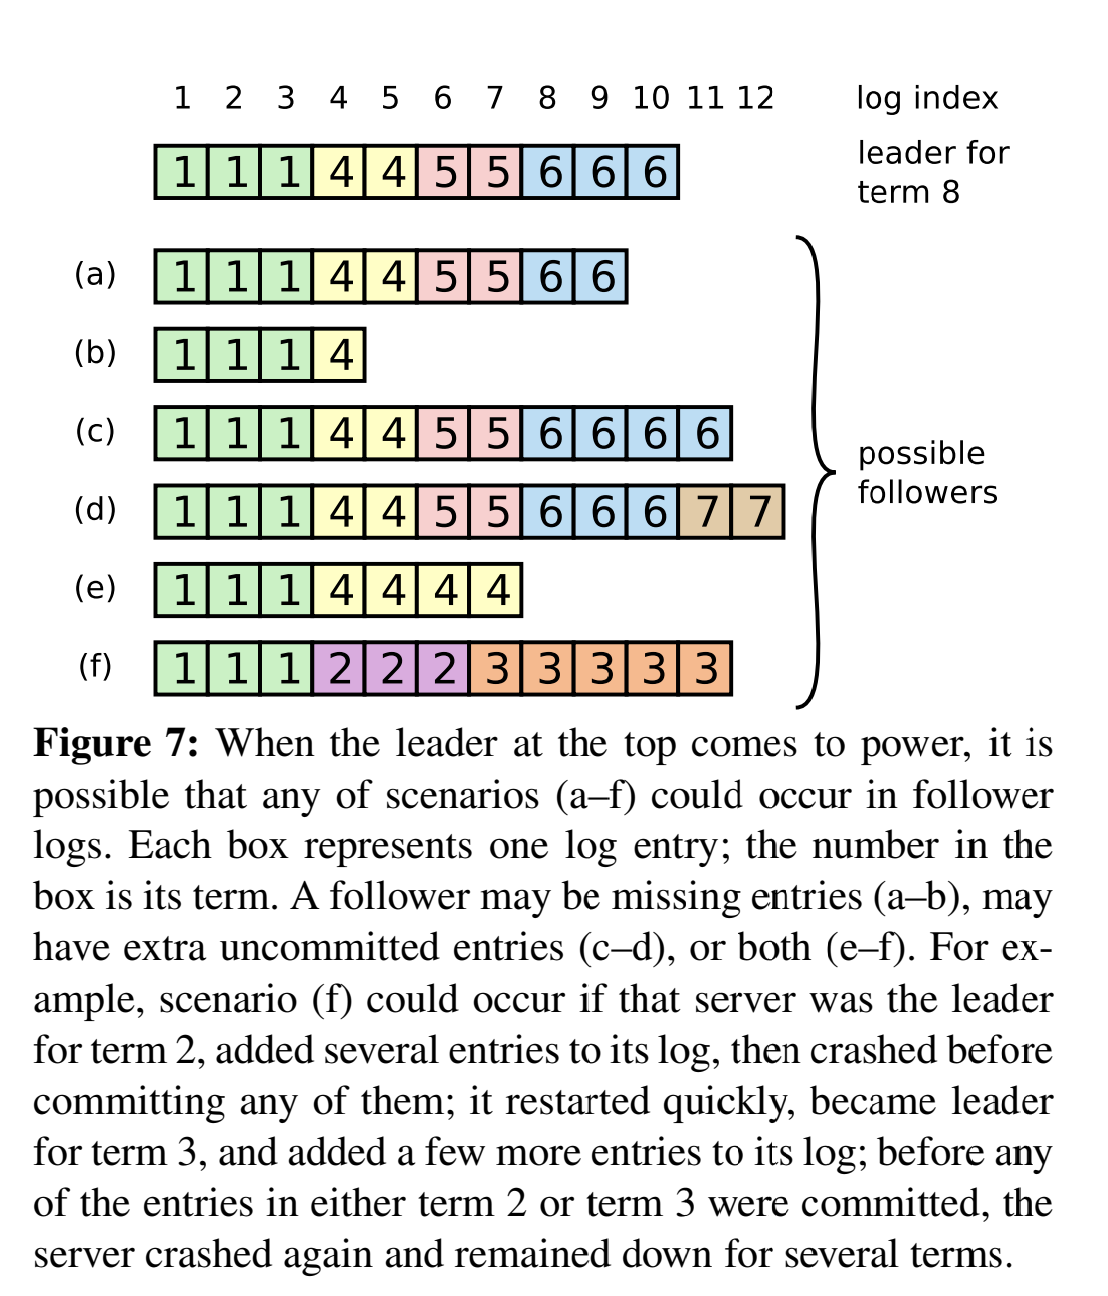 1 2 3 4 5 6 7 8 9 10 11 12 log index
1 1 1 4 4 5 5 6 6 6 leader for
term 8
(a) 1 1 1 4 4 5 5 6 6
(b) 1 1 1 4
(c) 1 1 1 4 4 5 5 6 6 6 6
possible
followers
(d) 1 1 1 4 4 5 5 6 6 6 7 7
(e) 1 1 1 4 4 4 4
(f) 1 1 1 2 2 2 3 3 3 3 3
Figure 7: When the leader at the top comes to power, it is
possible that any of scenarios (a–f) could occur in follower
logs. Each box represents one log entry; the number in the
box is its term. A follower may be missing entries (a–b), may
have extra uncommitted entries (c–d), or both (e–f). For ex-
ample, scenario (f) could occur if that server was the leader
for term 2, added several entries to its log, then crashed before
committing any of them; it restarted quickly, became leader
for term 3, and added a few more entries to its log; before any
of the entries in either term 2 or term 3 were committed, the
server crashed again and remained down for several terms.